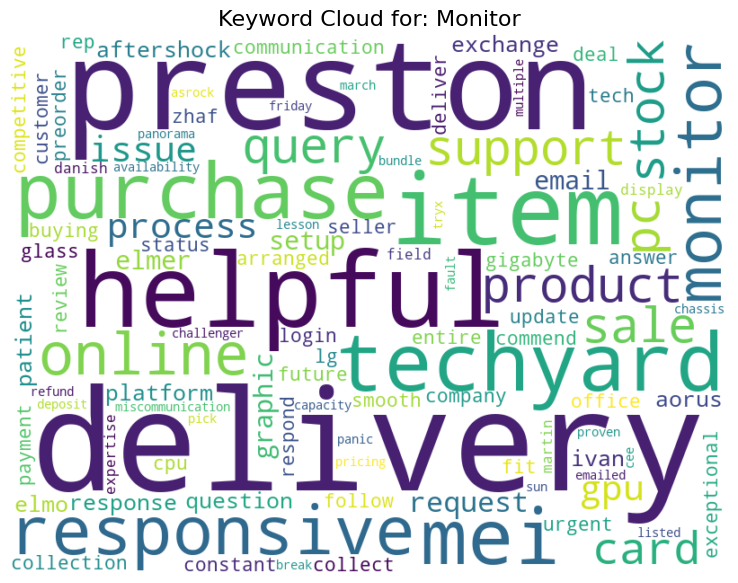 Keyword Cloud for: Monitor
rep
aftershock
communication
exchange
deal
competitive
customer
preorder
asrock
preston
friday
march
deliver
multiple
tech
stock
monitor
zhaf
panorama
issue
query
bundle
support
danish
availability
purchase
item
email
display
pc
buying
process
lesson
seller
tryx
glass
status
setup
elmer
arranged
field
gigabyte
answer
review
helpful
fault
product
chassis
patient
challenger
login
update
online
lg
entire
commend
sale
future
techyard
refund
platform
graphic
respond
capacity
smooth
company
office
aorus
deposit
miscommunication
pick
payment
expertise
delivery
panic
proven
cpu
pricing
fit
martin
ivan
cee
emailed
sun
gpu
exceptional
elmo
response
question
follow
request
urgent
listed
responsive
mei
card
collection
constant
break
collect